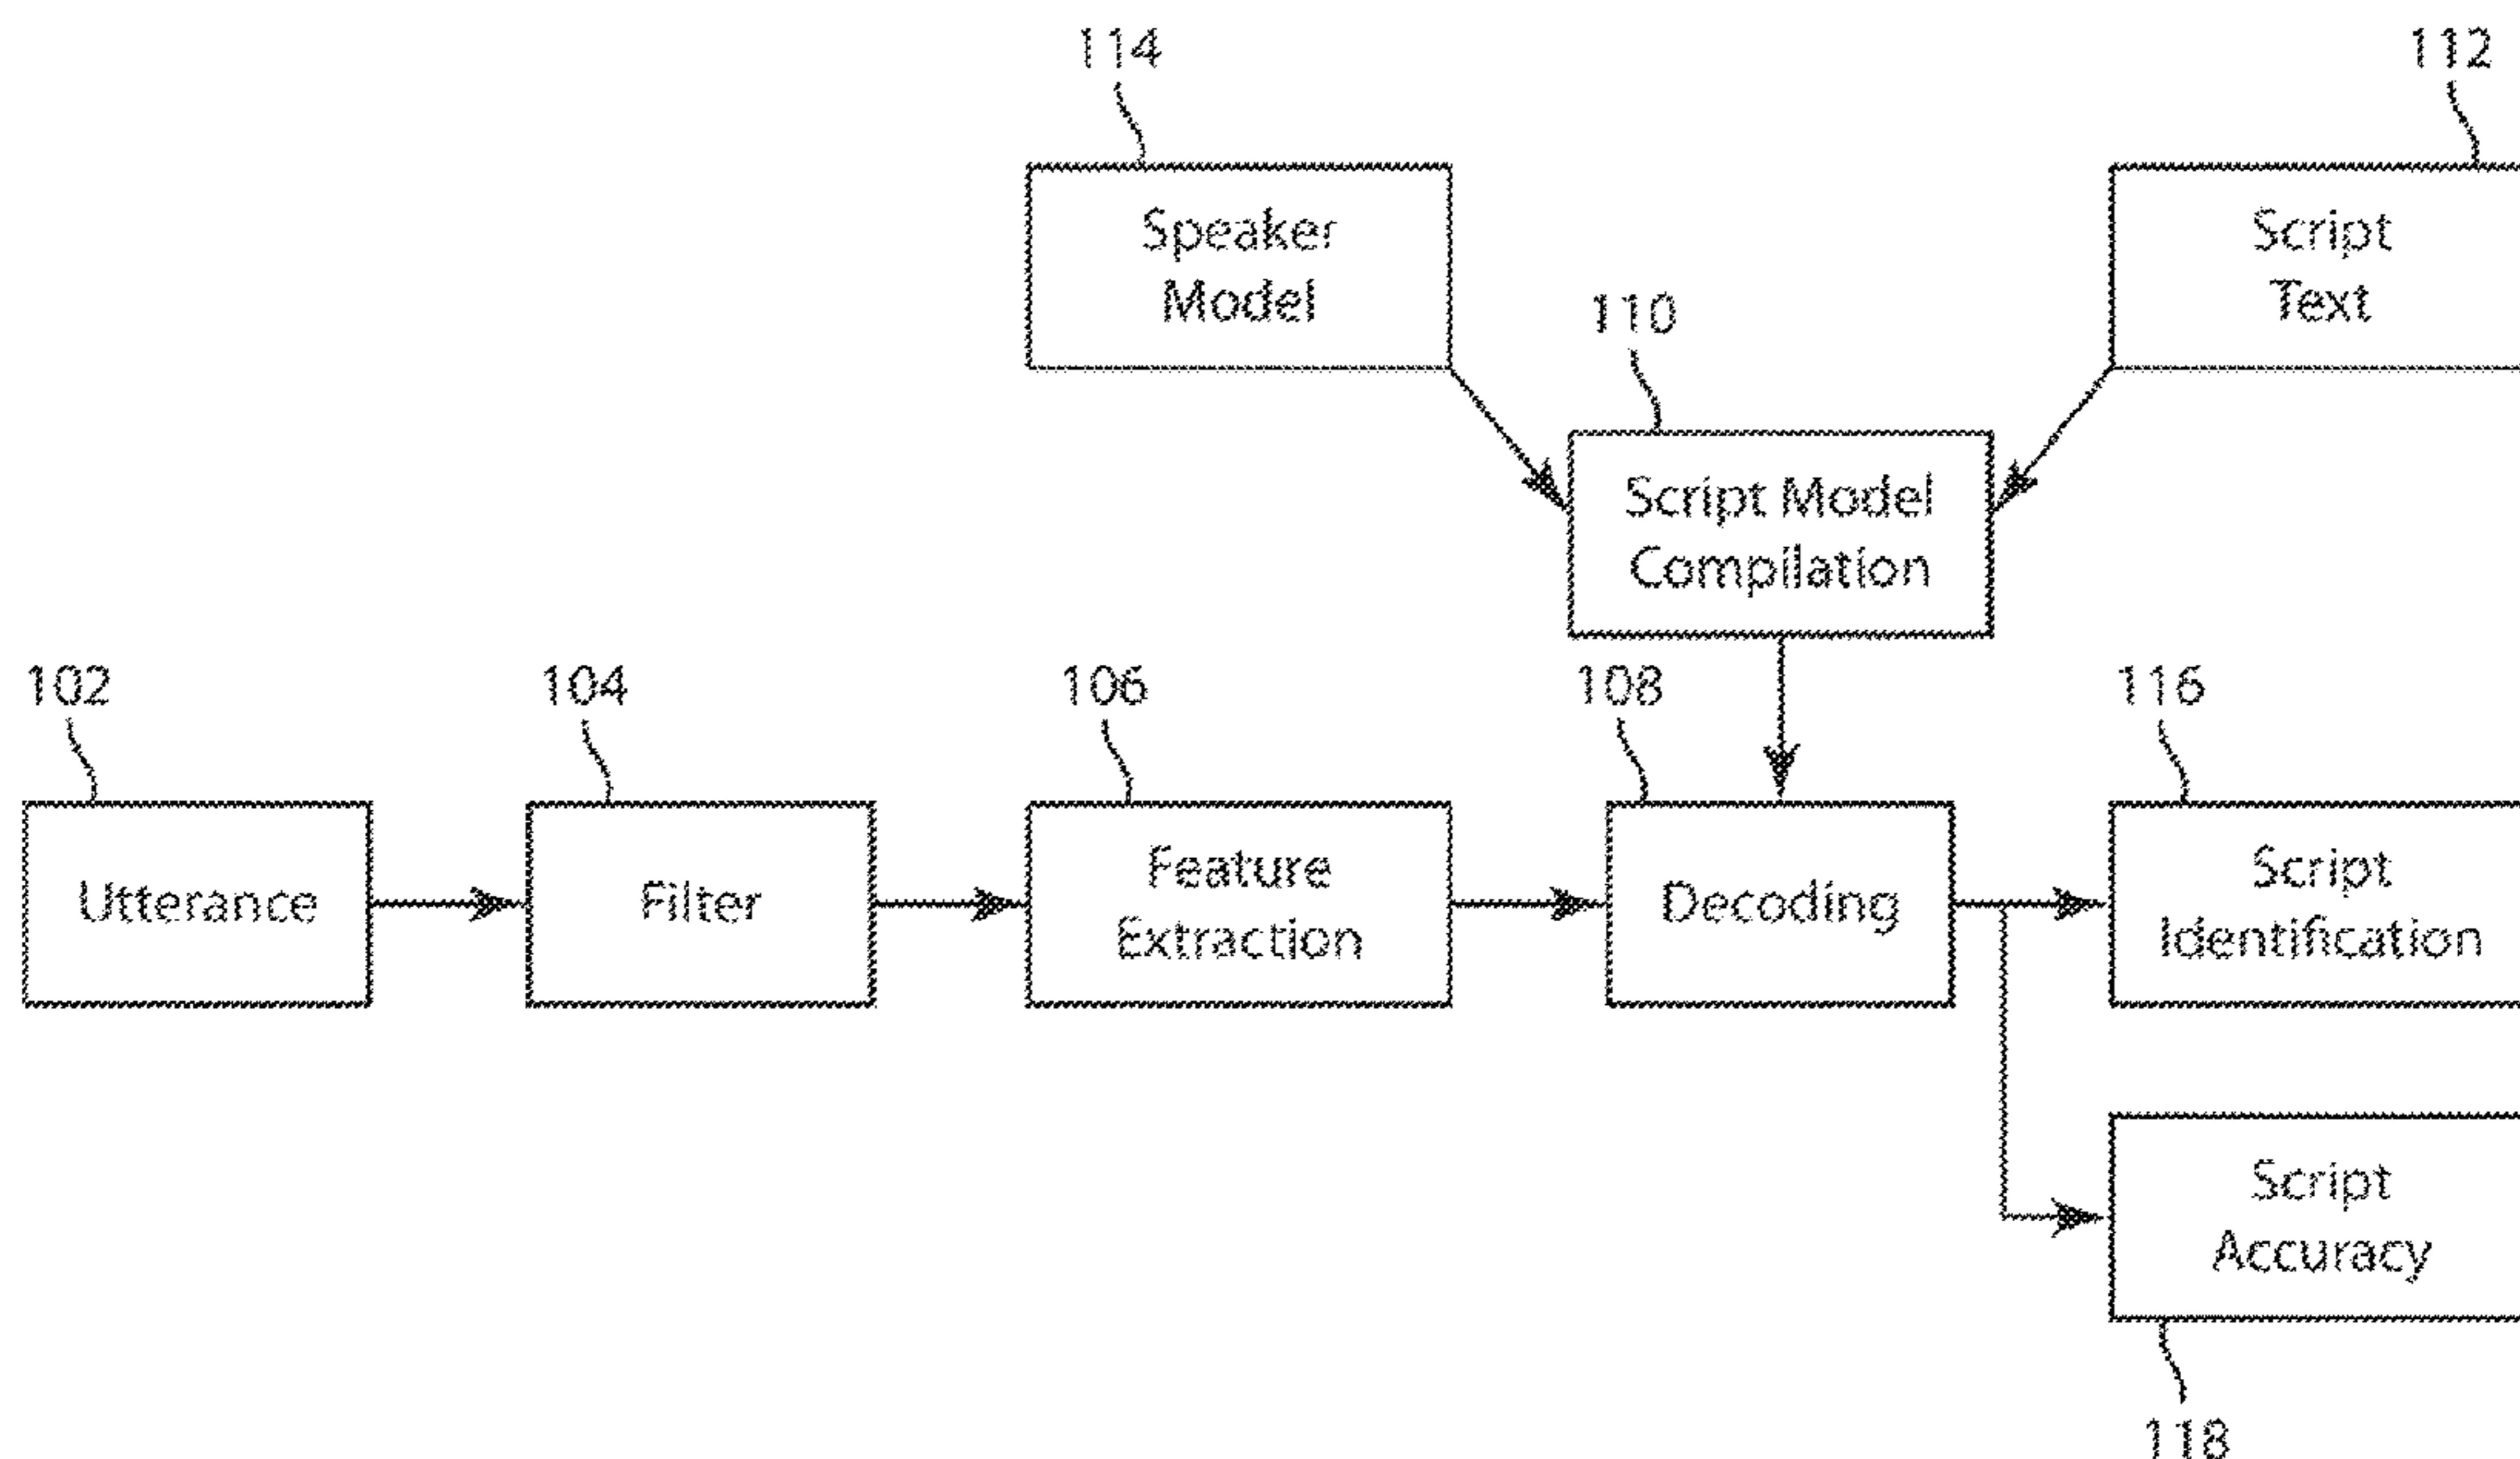 114
112
Speaker
Model
Script
Text
110
Script Model
Compilation
102
104
106
108
116
Utterance
Filter
Feature
Extraction
Decoding
Script
Identification
Script
Accuracy
118